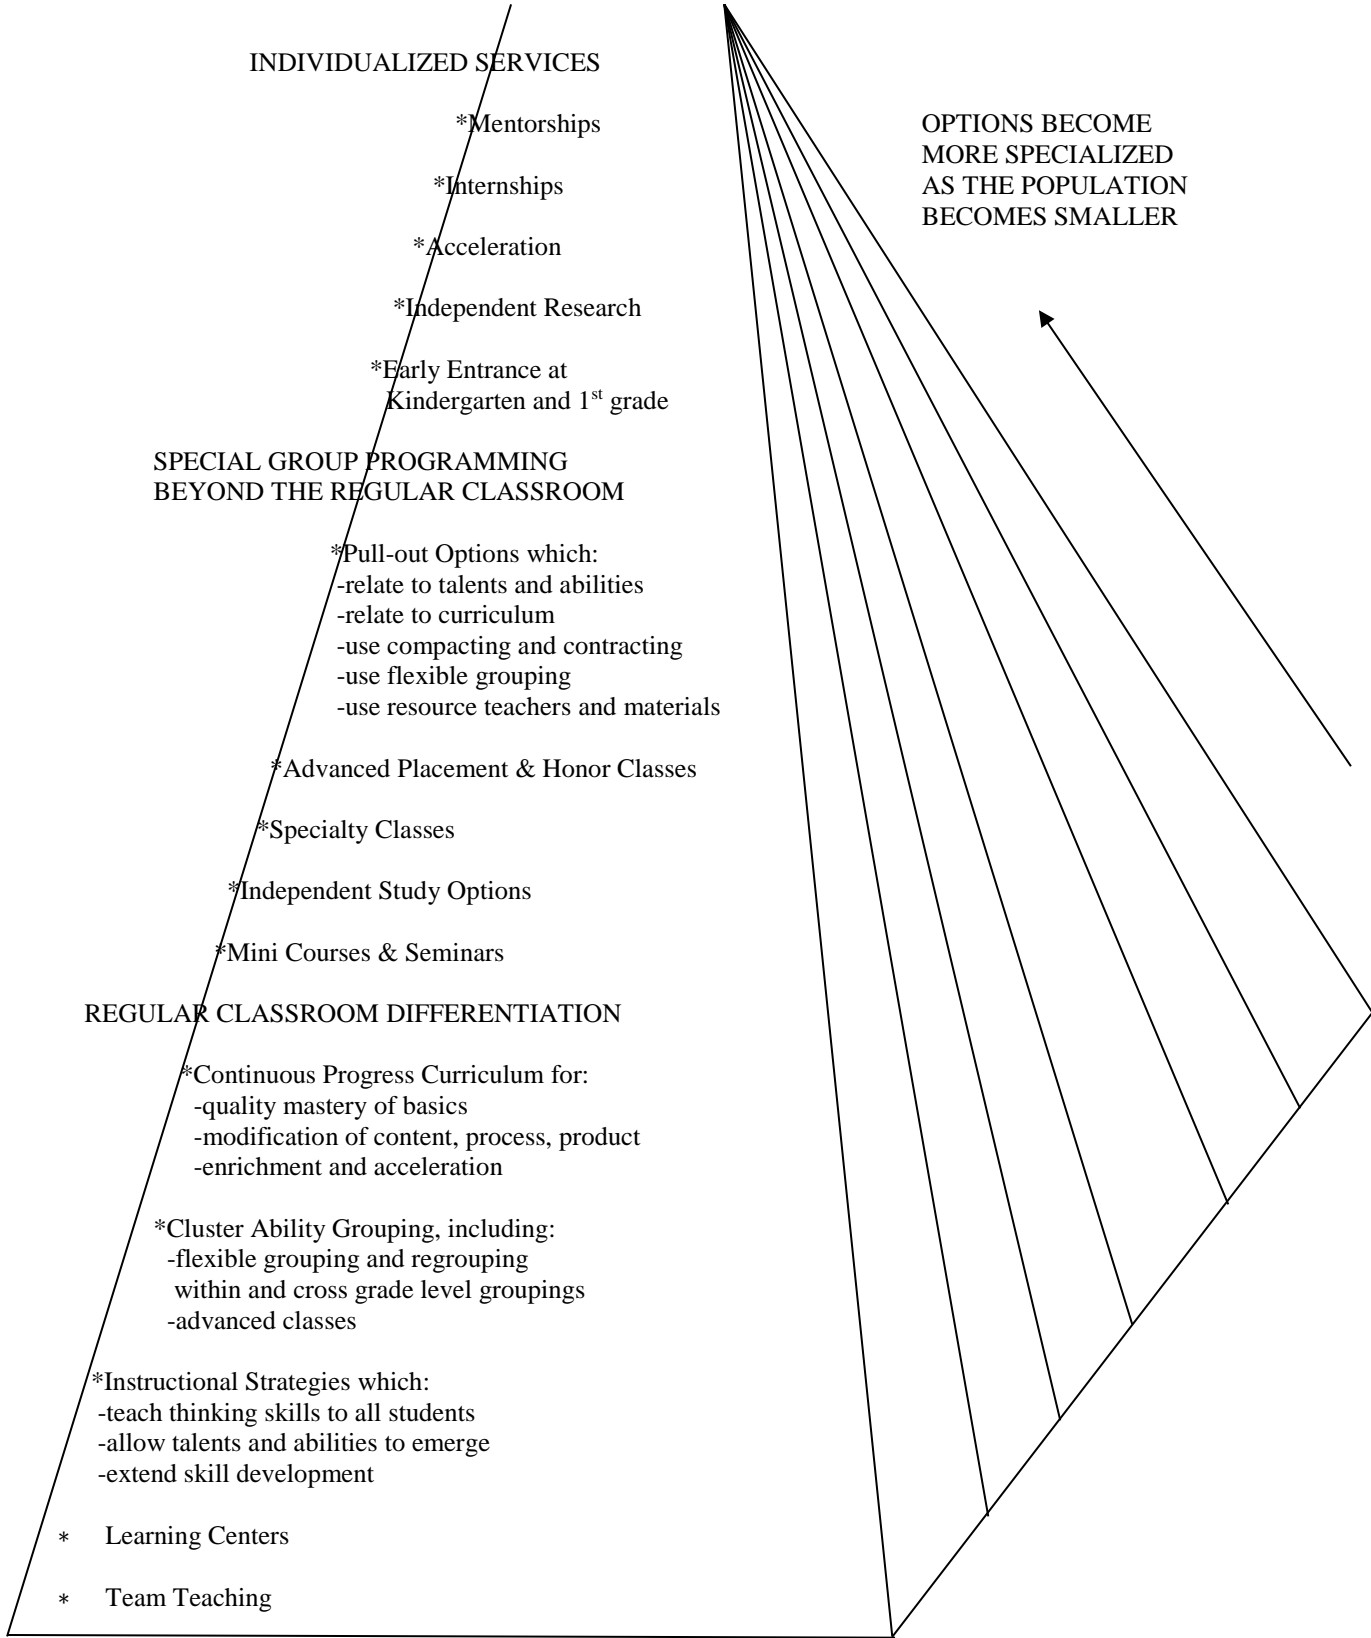 INDIVIDUALIZED SERVICES
*Mentorships
*Internships
*Acceleration
*Independent Research
*Early Entrance at
Kindergarten and 1st grade
OPTIONS BECOME
MORE SPECIALIZED
AS THE POPULATION
BECOMES SMALLER
SPECIAL GROUP PROGRAMMING
BEYOND THE REGULAR CLASSROOM
*Pull-out Options which:
-relate to talents and abilities
-relate to curriculum
-use compacting and contracting
-use flexible grouping
-use resource teachers and materials
*Advanced Placement & Honor Classes
*Specialty Classes
*Independent Study Options
*Mini Courses & Seminars
REGULAR CLASSROOM DIFFERENTIATION
*Continuous Progress Curriculum for:
-quality mastery of basics
-modification of content, process, product
-enrichment and acceleration
*Cluster Ability Grouping, including:
-flexible grouping and regrouping
within and cross grade level groupings
-advanced classes
*Instructional Strategies which:
-teach thinking skills to all students
-allow talents and abilities to emerge
-extend skill development
* Learning Centers
* Team Teaching